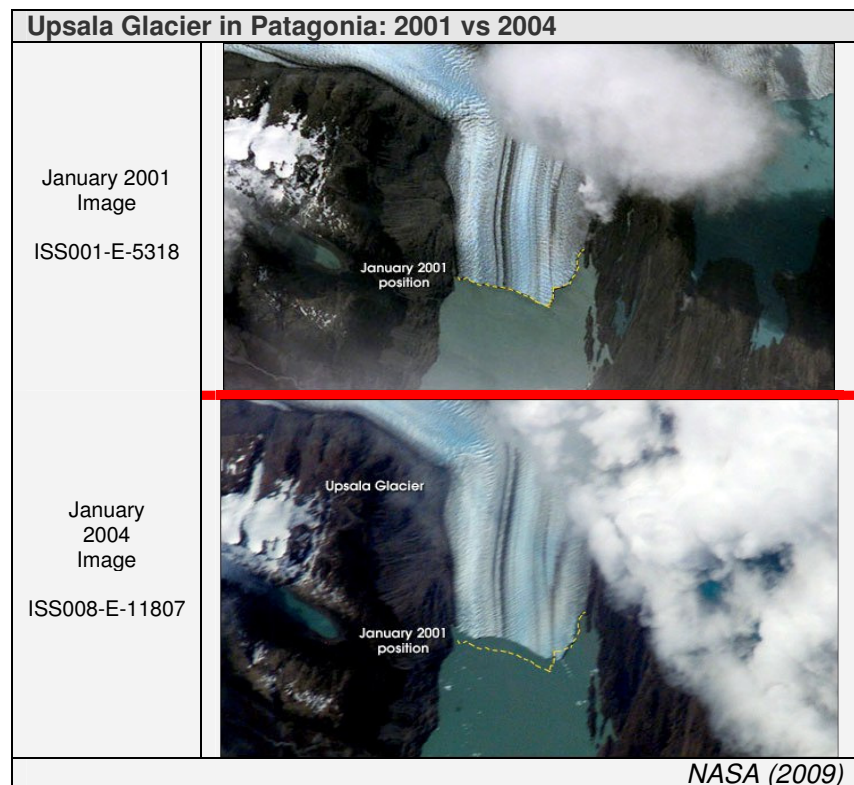 Upsala Glacier in Patagonia: 2001 vs 2004
January 2001
Image
ISS001-E-5318
January 2001
position
January
2004
Image
ISS008-E-11807
Upsala Glacier
January 2001
position
NASA (2009)